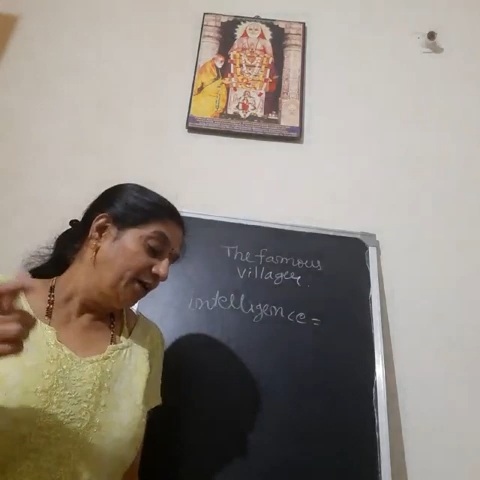 The famous
villager.
intelligence =